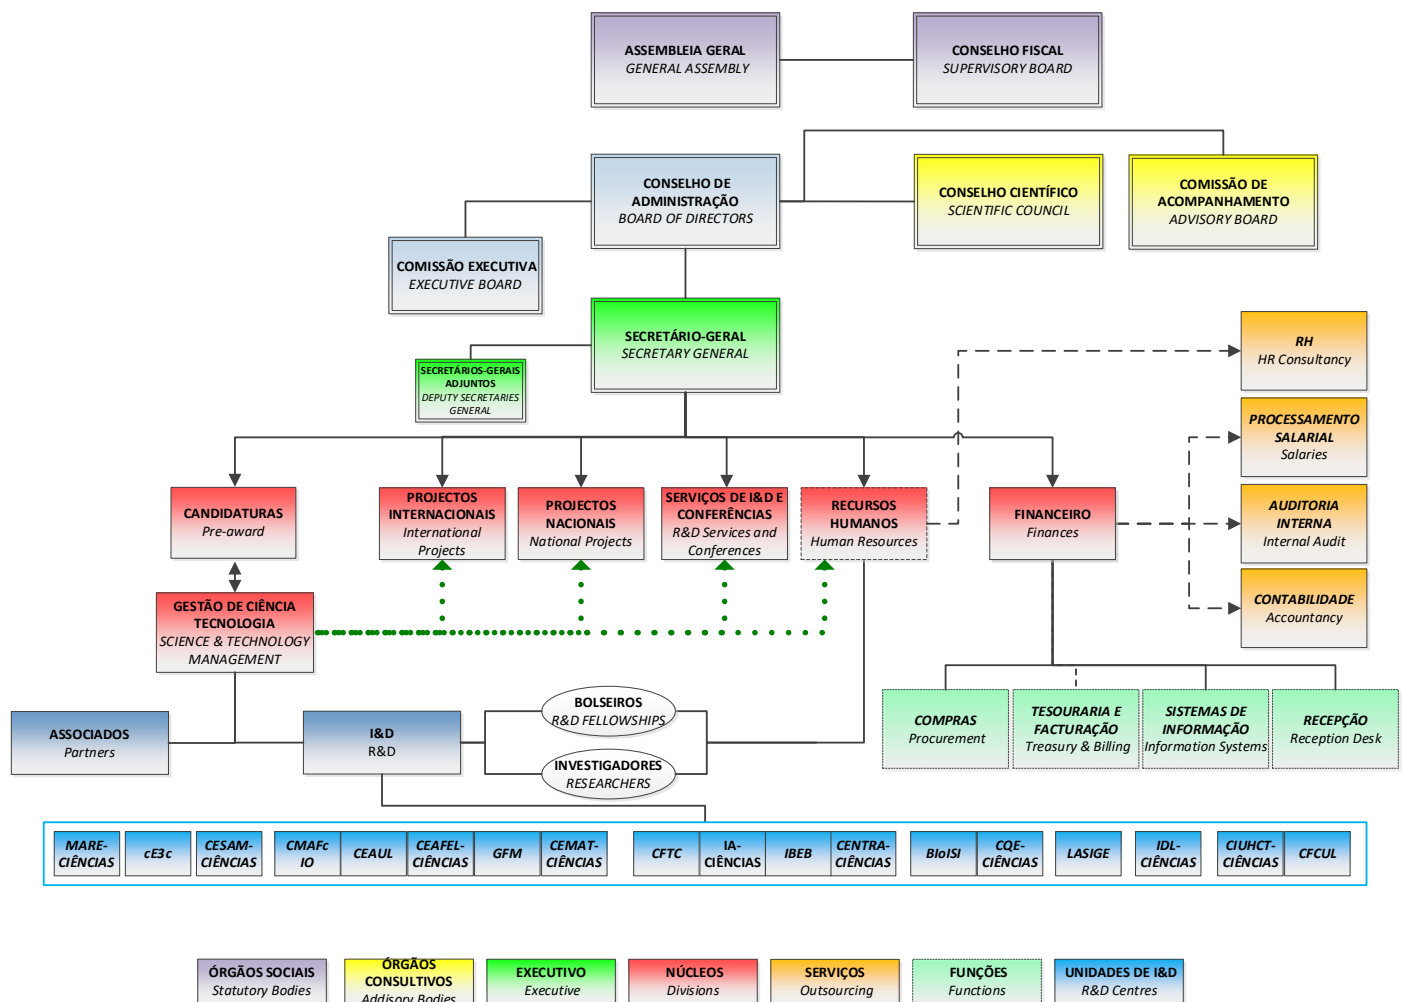 ASSEMBLEIA GERAL
GENERAL ASSEMBLY
CONSELHO FISCAL
SUPERVISORY BOARD
CONSELHO DE
ADMINISTRAÇÃO
BOARD OF DIRECTORS
CONSELHO CIENTÍFICO
SCIENTIFIC COUNCIL
COMISSÃO DE
ACOMPANHAMENTO
ADVISORY BOARD
COMISSÃO EXECUTIVA
EXECUTIVE BOARD
SECRETÁRIO-GERAL
SECRETARY GENERAL
SECRETÁRIOS-GERAIS
ADJUNTOS
DEPUTY SECRETARIES
GENERAL
RH
HR Consultancy
PROCESSAMENTO
SALARIAL
Salaries
AUDITORIA
INTERNA
Internal Audit
CONTABILIDADE
Accountancy
CANDIDATURAS
Pre-award
PROJECTOS
INTERNACIONAIS
International
Projects
PROJECTOS
NACIONAIS
National Projects
SERVIÇOS DE I&D E
CONFERÊNCIAS
R&D Services and
Conferences
RECURSOS
HUMANOS
Human Resources
FINANCEIRO
Finances
GESTÃO DE CIÊNCIA
TECNOLOGIA
SCIENCE & TECHNOLOGY
MANAGEMENT
ASSOCIADOS
Partners
I&D
R&D
BOLSEIROS
R&D FELLOWSHIPS
INVESTIGADORES
RESEARCHERS
COMPRAS
Procurement
TESOURARIA E
FACTURAÇÃO
Treasury & Billing
SISTEMAS DE
INFORMAÇÃO
Information Systems
RECEPÇÃO
Reception Desk
MARE-
CIÊNCIAS
cE3c
CESAM-
CIÊNCIAS
CMAFc
IO
CEAUL
CEAFEL-
CIÊNCIAS
GFM
CEMAT-
CIÊNCIAS
CFTC
IA-
CIÊNCIAS
IBEB
CENTRA-
CIÊNCIAS
BIoISI
CQE-
CIÊNCIAS
LASIGE
IDL-
CIÊNCIAS
CIUHCT-
CIÊNCIAS
CFCUL
ÓRGÃOS SOCIAIS
Statutory Bodies
ÓRGÃOS
CONSULTIVOS
Addisory Bodies
EXECUTIVO
Executive
NÚCLEOS
Divisions
SERVIÇOS
Outsourcing
FUNÇÕES
Functions
UNIDADES DE I&D
R&D Centres